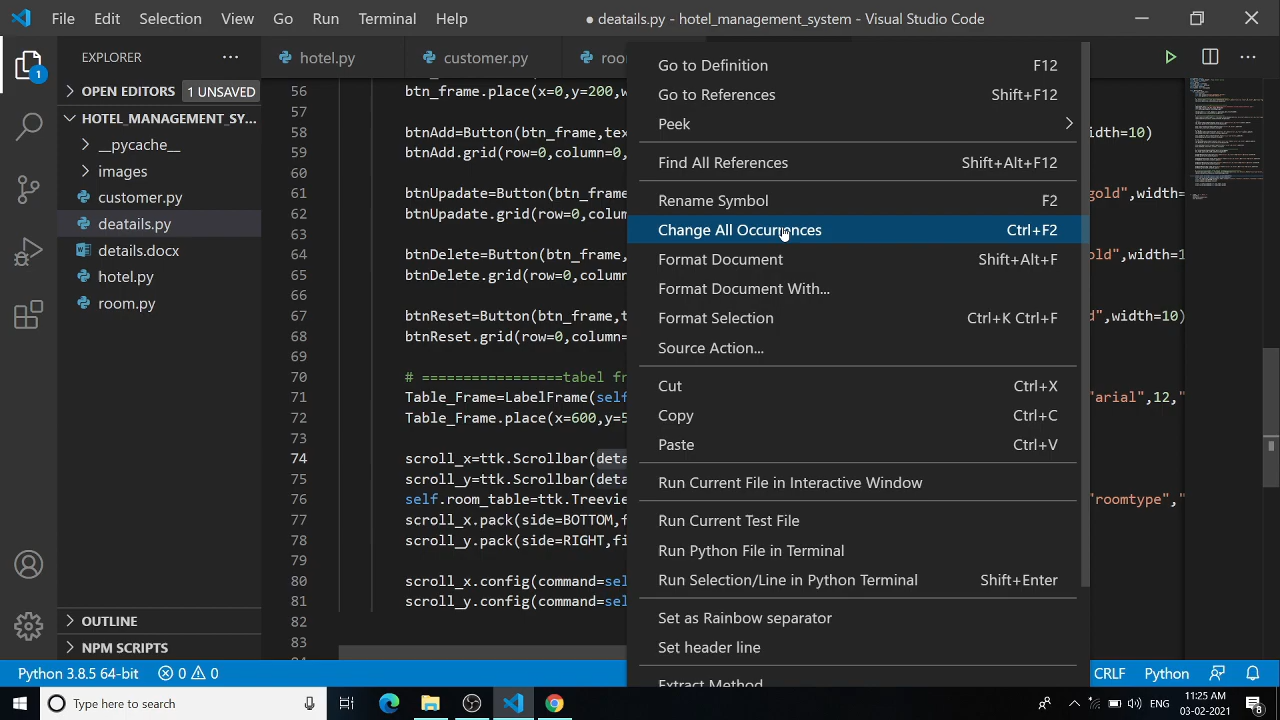 File Edit Selection View Go Run Terminal Help
● deatails.py - hotel_management_system - Visual Studio Code
EXPLORER
hotel.py customer.py roo
OPEN EDITORS 1 UNSAVED
HOTEL_MANAGEMENT_SY...
__pycache__
images
customer.py
deatails.py
details.docx
hotel.py
room.py
OUTLINE
NPM SCRIPTS
1
56 btn_frame.place(x=0,y=200,w
57
58 btnAdd=Button(btn_frame,tex dth=10)
59 btnAdd.grid(row=0,column=0,
60
61 btnUpadate=Button(btn_frame gold",width=
62 btnUpadate.grid(row=0,colum
63
64 btnDelete=Button(btn_frame, old",width=1
65 btnDelete.grid(row=0,column
66
67 btnReset=Button(btn_frame,t d",width=10)
68 btnReset.grid(row=0,column=
69
70 # =================tabel fr
71 Table_Frame=LabelFrame(self "arial",12,"
72 Table_Frame.place(x=600,y=5
73
74 scroll_x=ttk.Scrollbar(deta
75 scroll_y=ttk.Scrollbar(deta
76 self.room_table=ttk.Treevie "roomtype","
77 scroll_x.pack(side=BOTTOM,f
78 scroll_y.pack(side=RIGHT,fi
79
80 scroll_x.config(command=sel
81 scroll_y.config(command=sel
82
83
Go to Definition F12
Go to References Shift+F12
Peek
Find All References Shift+Alt+F12
Rename Symbol F2
Change All Occurrences Ctrl+F2
Format Document Shift+Alt+F
Format Document With...
Format Selection Ctrl+K Ctrl+F
Source Action...
Cut Ctrl+X
Copy Ctrl+C
Paste Ctrl+V
Run Current File in Interactive Window
Run Current Test File
Run Python File in Terminal
Run Selection/Line in Python Terminal Shift+Enter
Set as Rainbow separator
Set header line
Extract Method
Python 3.8.5 64-bit 0 0 CRLF Python
Type here to search
ENG
11:25 AM
03-02-2021
8